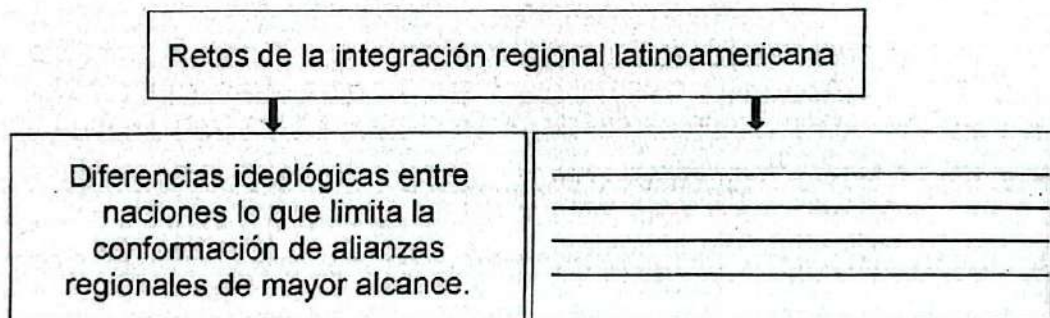 Retos de la integración regional latinoamericana
Diferencias ideológicas entre
naciones lo que limita la
conformación de alianzas
regionales de mayor alcance.